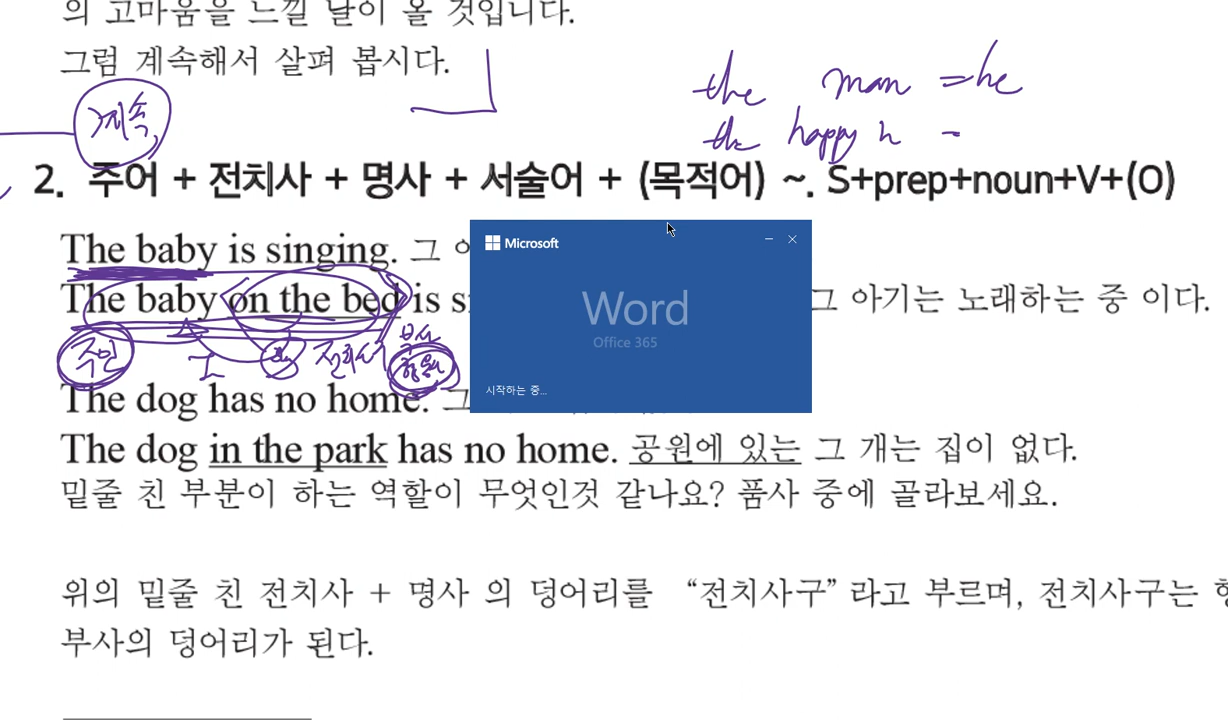 의 고마움을 느낄 날이 올 것입니다.
그럼 계속해서 살펴 봅시다.
the man = he
계속,
the happy h =
2. 주어 + 전치사 + 명사 + 서술어 + (목적어) ~. S+prep+noun+V+(O)
The baby is singing. 그
Microsoft
The baby on the bed is s
그 아기는 노래하는 중 이다.
Word
Office 365
주인 전치사 부사
형용사
시작하는 중...
The dog has no home. 그
The dog in the park has no home. 공원에 있는 그 개는 집이 없다.
밑줄 친 부분이 하는 역할이 무엇인것 같나요? 품사 중에 골라보세요.
위의 밑줄 친 전치사 + 명사 의 덩어리를 “전치사구” 라고 부르며, 전치사구는
부사의 덩어리가 된다.